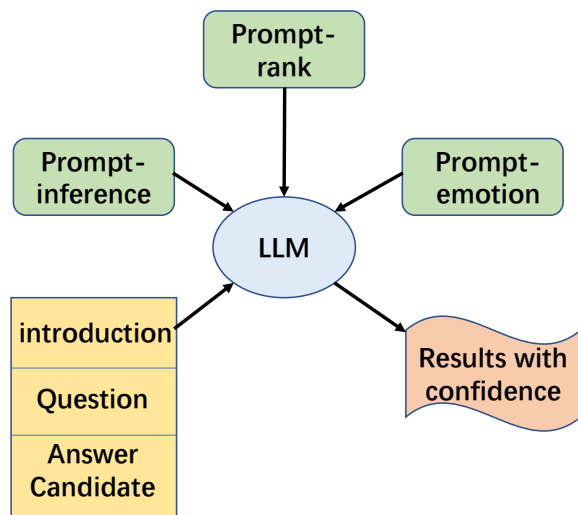 Prompt-
rank
Prompt-
inference
Prompt-
emotion
LLM
introduction
Question
Answer
Candidate
Results with
confidence